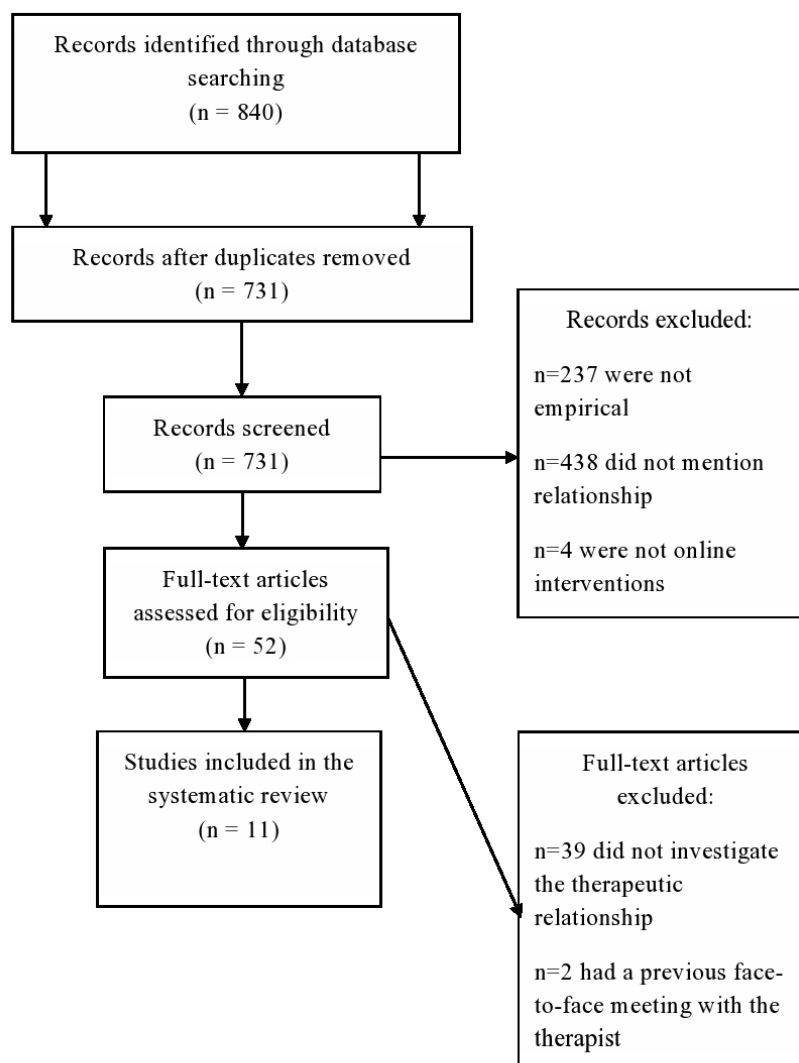 Records identified through database
searching
(n = 840)
Records after duplicates removed
(n = 731)
Records screened
(n = 731)
Records excluded:
n=237 were not
empirical
n=438 did not mention
relationship
n=4 were not online
interventions
Full-text articles
assessed for eligibility
(n = 52)
Studies included in the
systematic review
(n = 11)
Full-text articles
excluded:
n=39 did not investigate
the therapeutic
relationship
n=2 had a previous face-
to-face meeting with the
therapist